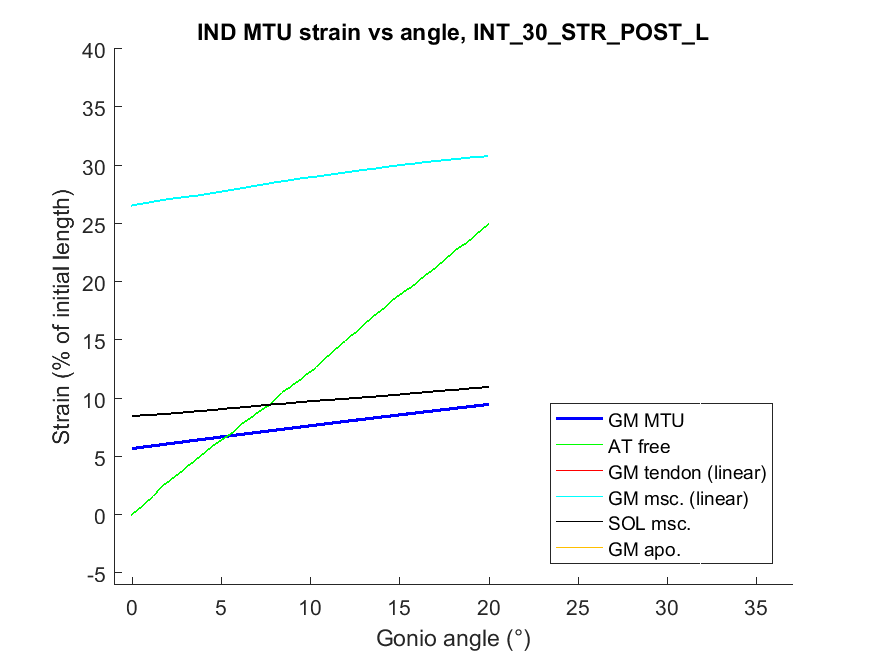 IND MTU strain vs angle, INT_30_STR_POST_L
40
35
30
25
20
15
10
5
0
-5
Strain (% of initial length)
0 5 10 15 20 25 30 35
Gonio angle (°)
GM MTU
AT free
GM tendon (linear)
GM msc. (linear)
SOL msc.
GM apo.